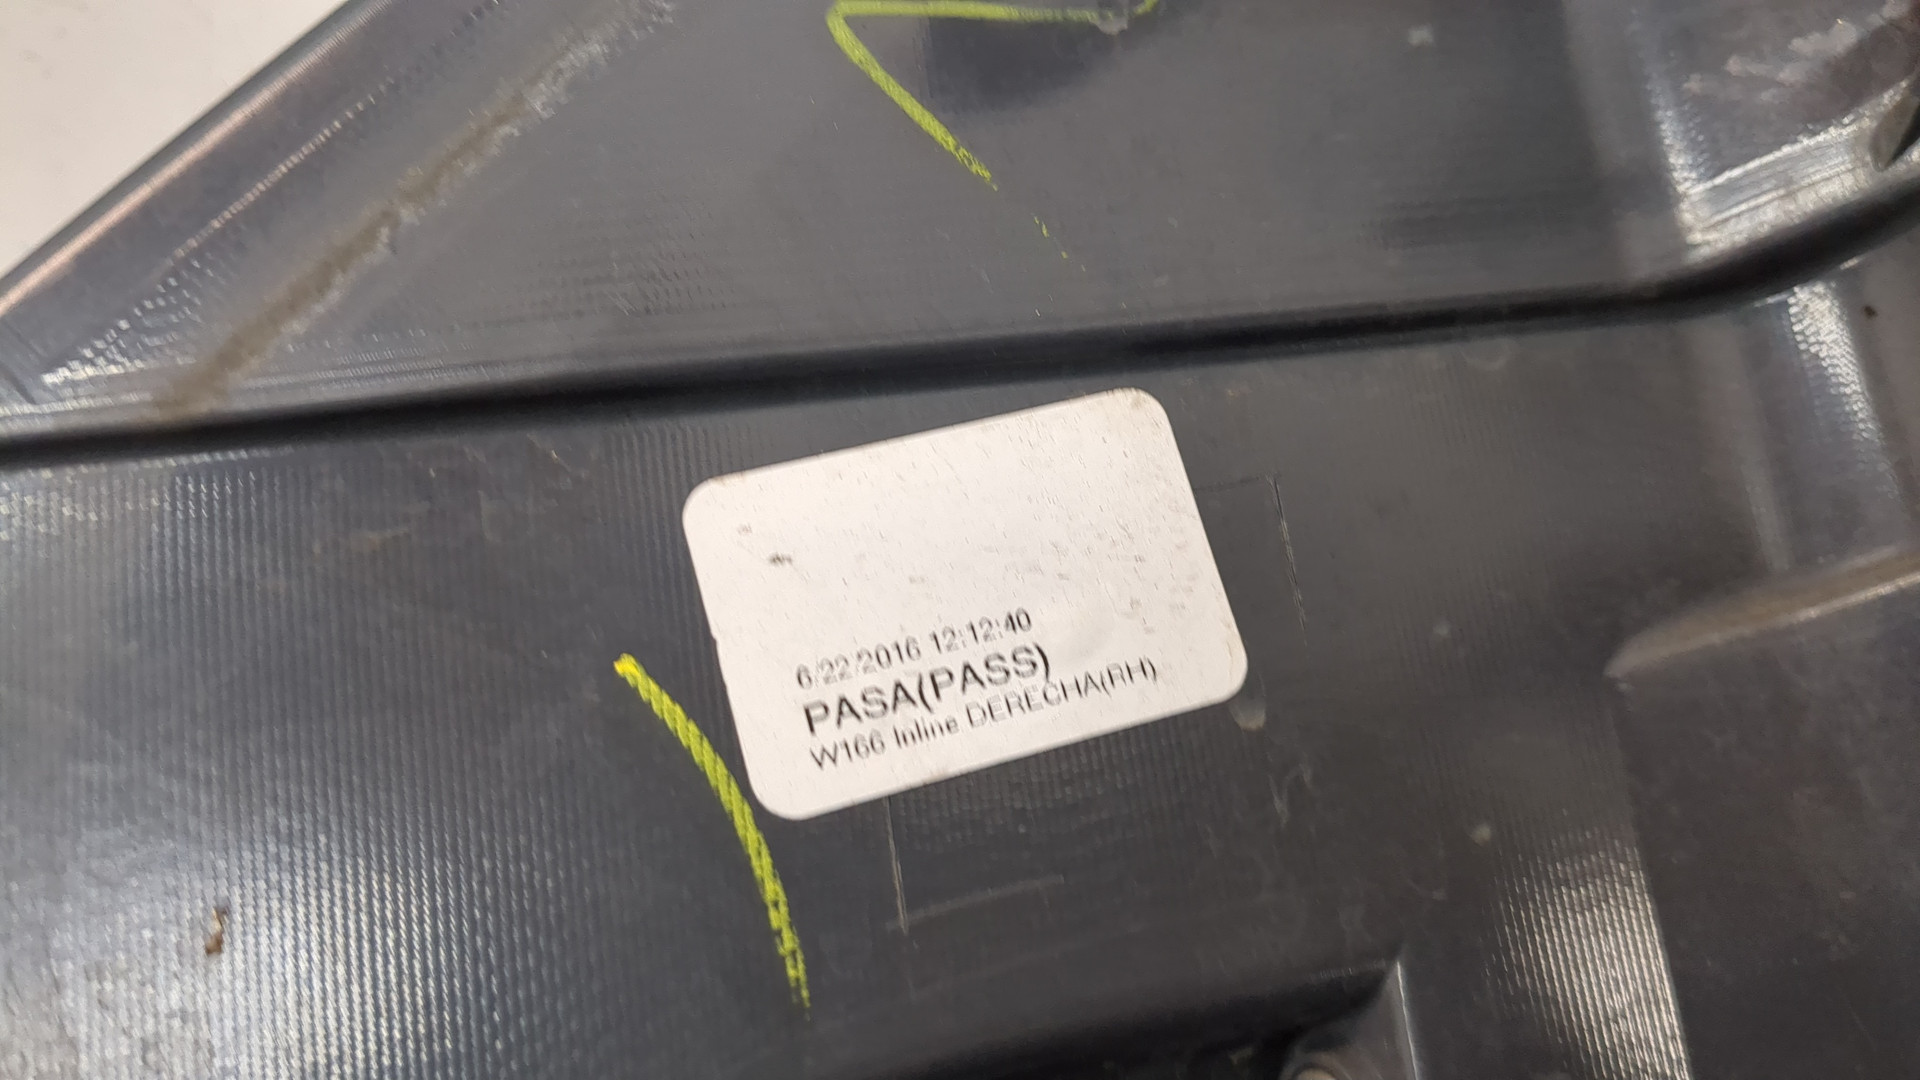 6/22/2016 12:12:40
PASA(PASS)
W166 Inline DERECHA(RH)